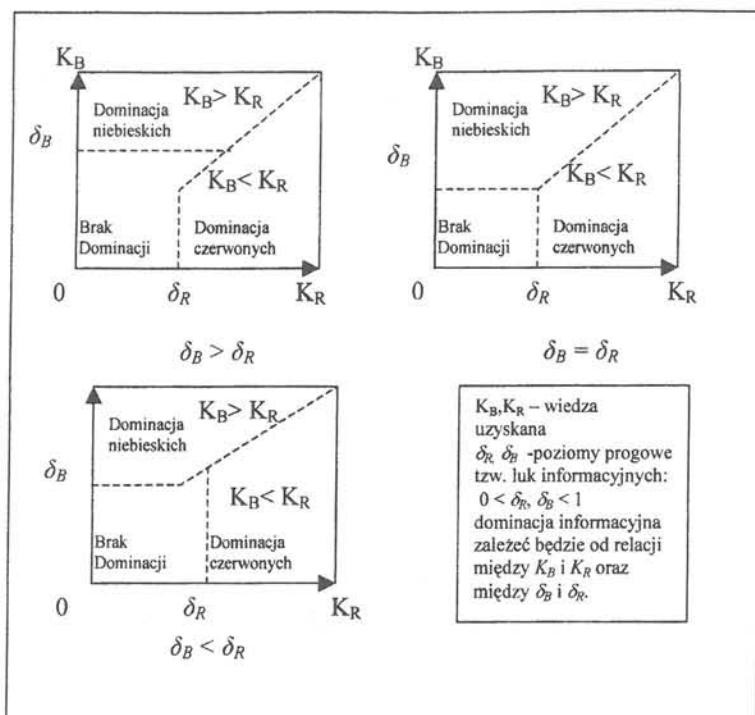 K_B
Dominacja
niebieskich
K_B > K_R
δ_B
K_B < K_R
Brak
Dominacji
Dominacja
czerwonych
0
δ_R
K_R
δ_B > δ_R
K_B
Dominacja
niebieskich
K_B > K_R
δ_B
K_B < K_R
Brak
Dominacji
Dominacja
czerwonych
0
δ_R
K_R
δ_B = δ_R
Dominacja
niebieskich
K_B > K_R
δ_B
K_B < K_R
Brak
Dominacji
Dominacja
czerwonych
0
δ_R
K_R
δ_B < δ_R
K_B,K_R – wiedza
uzyskana
δ_R, δ_B -poziomy progowe
tzw. luk informacyjnych:
0 < δ_R, δ_B < 1
dominacja informacyjna
zależeć będzie od relacji
między K_B i K_R oraz
między δ_B i δ_R.